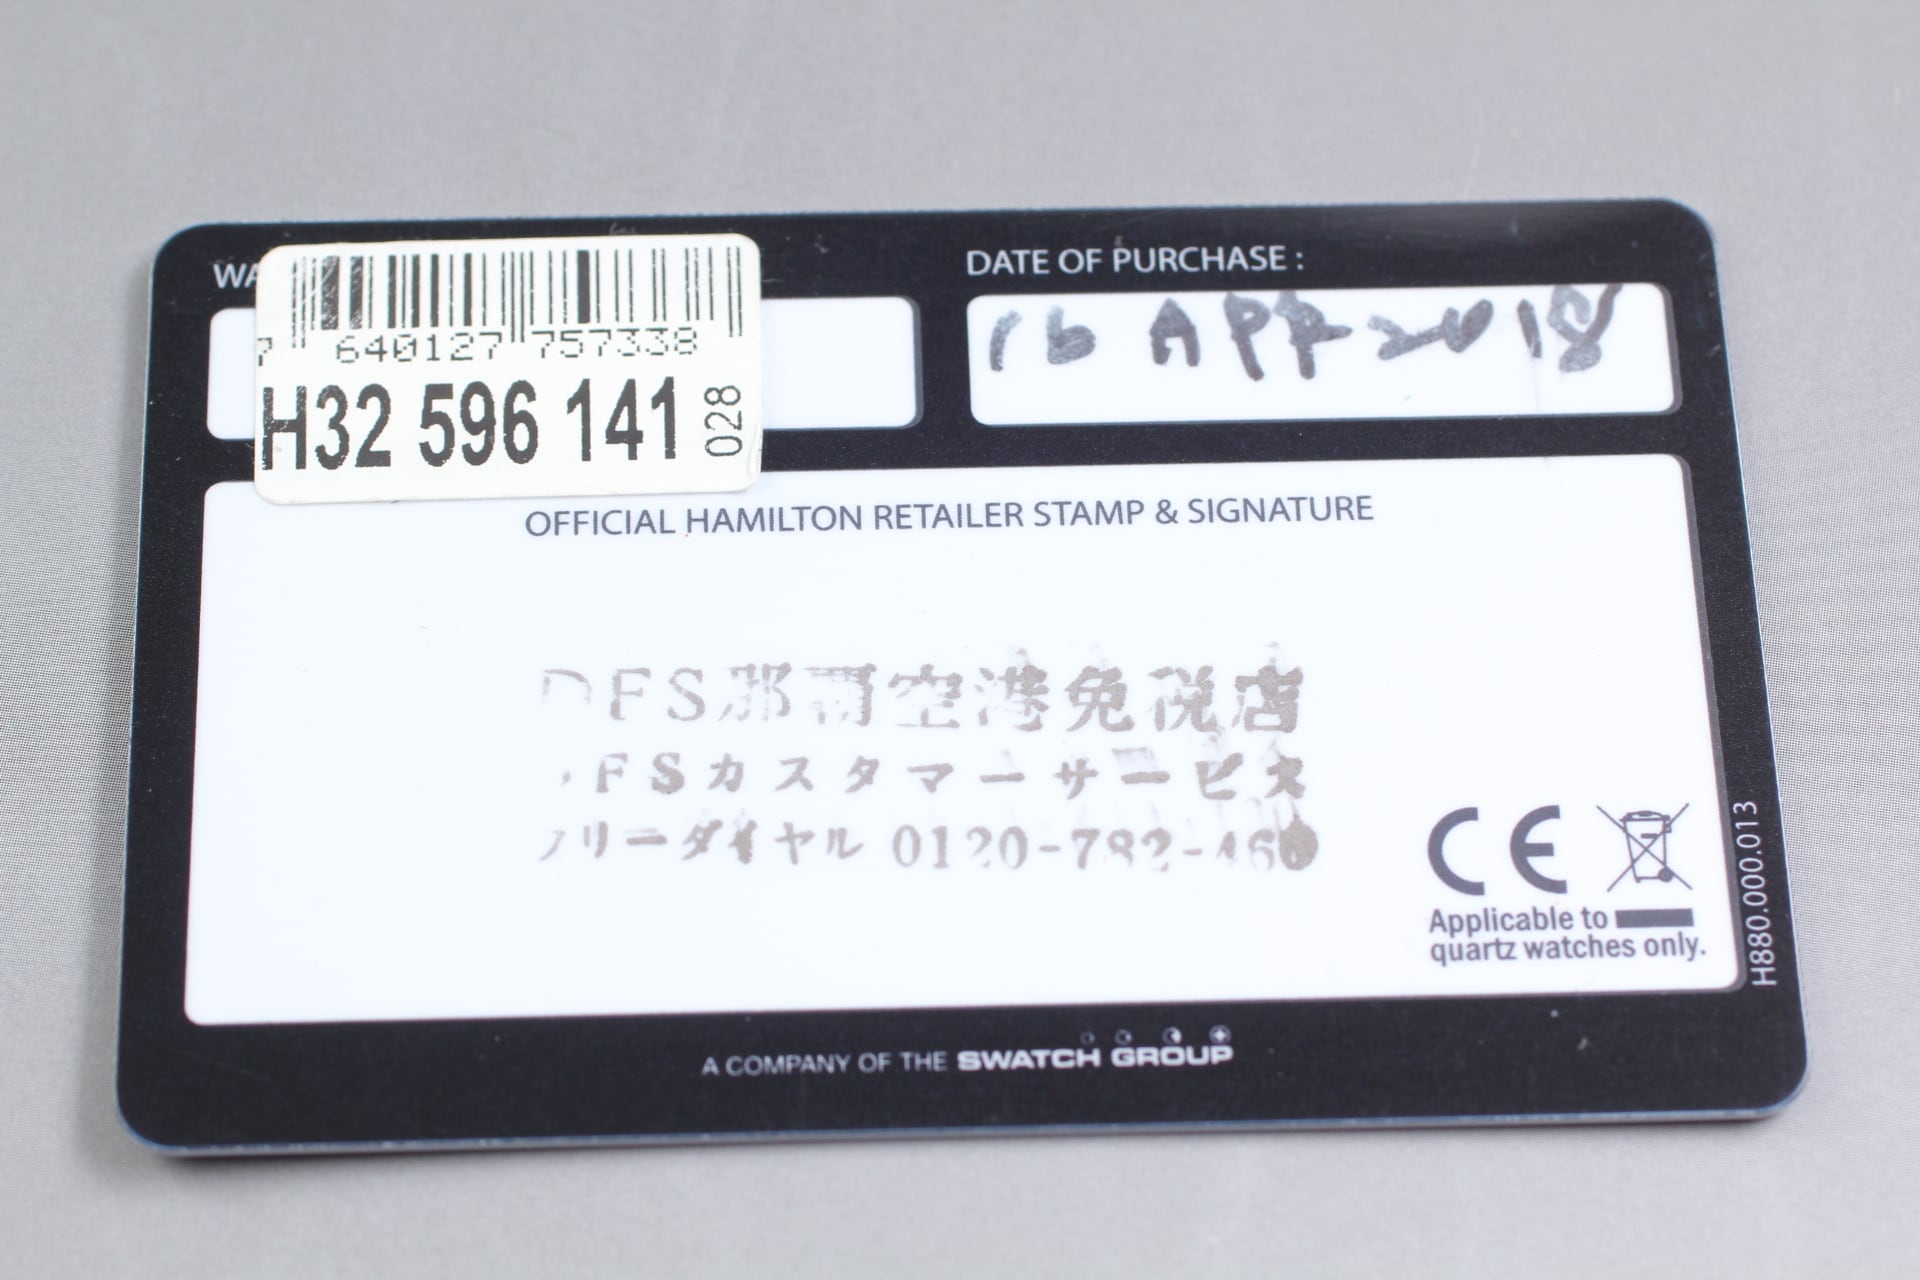 DATE OF PURCHASE :
16 APR 2018
7 640127 757338
H32 596 141
028
OFFICIAL HAMILTON RETAILER STAMP & SIGNATURE
DFS那覇空港免税店
DFSカスタマーサービス
フリーダイヤル 0120-782-460
CE
Applicable to
quartz watches only.
H880.000.013
A COMPANY OF THE SWATCH GROUP